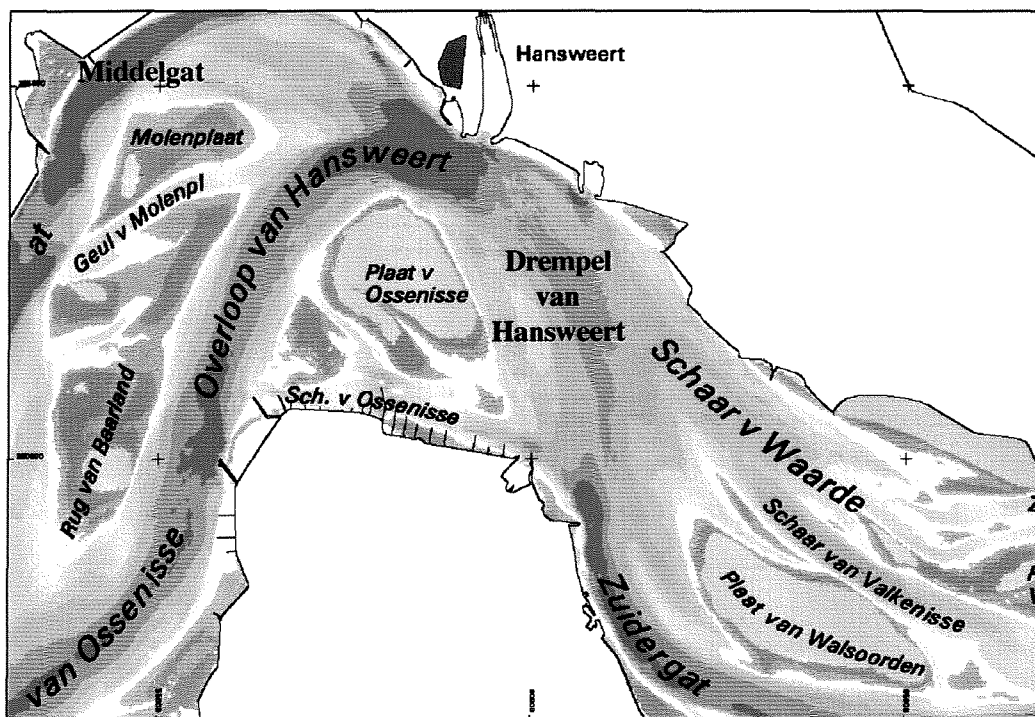 Hansweert
Middelgat
Molenplaat
Overloop van Hansweert
Geul v Molenpl
at
Plaat v
Ossenisse
Drempel
van
Hansweert
Schaar v Waarde
Sch. v Ossenisse
Rug van Baarland
van Ossenisse
Schaar van Valkenisse
Zuidergat
Plaat van Walsoorden